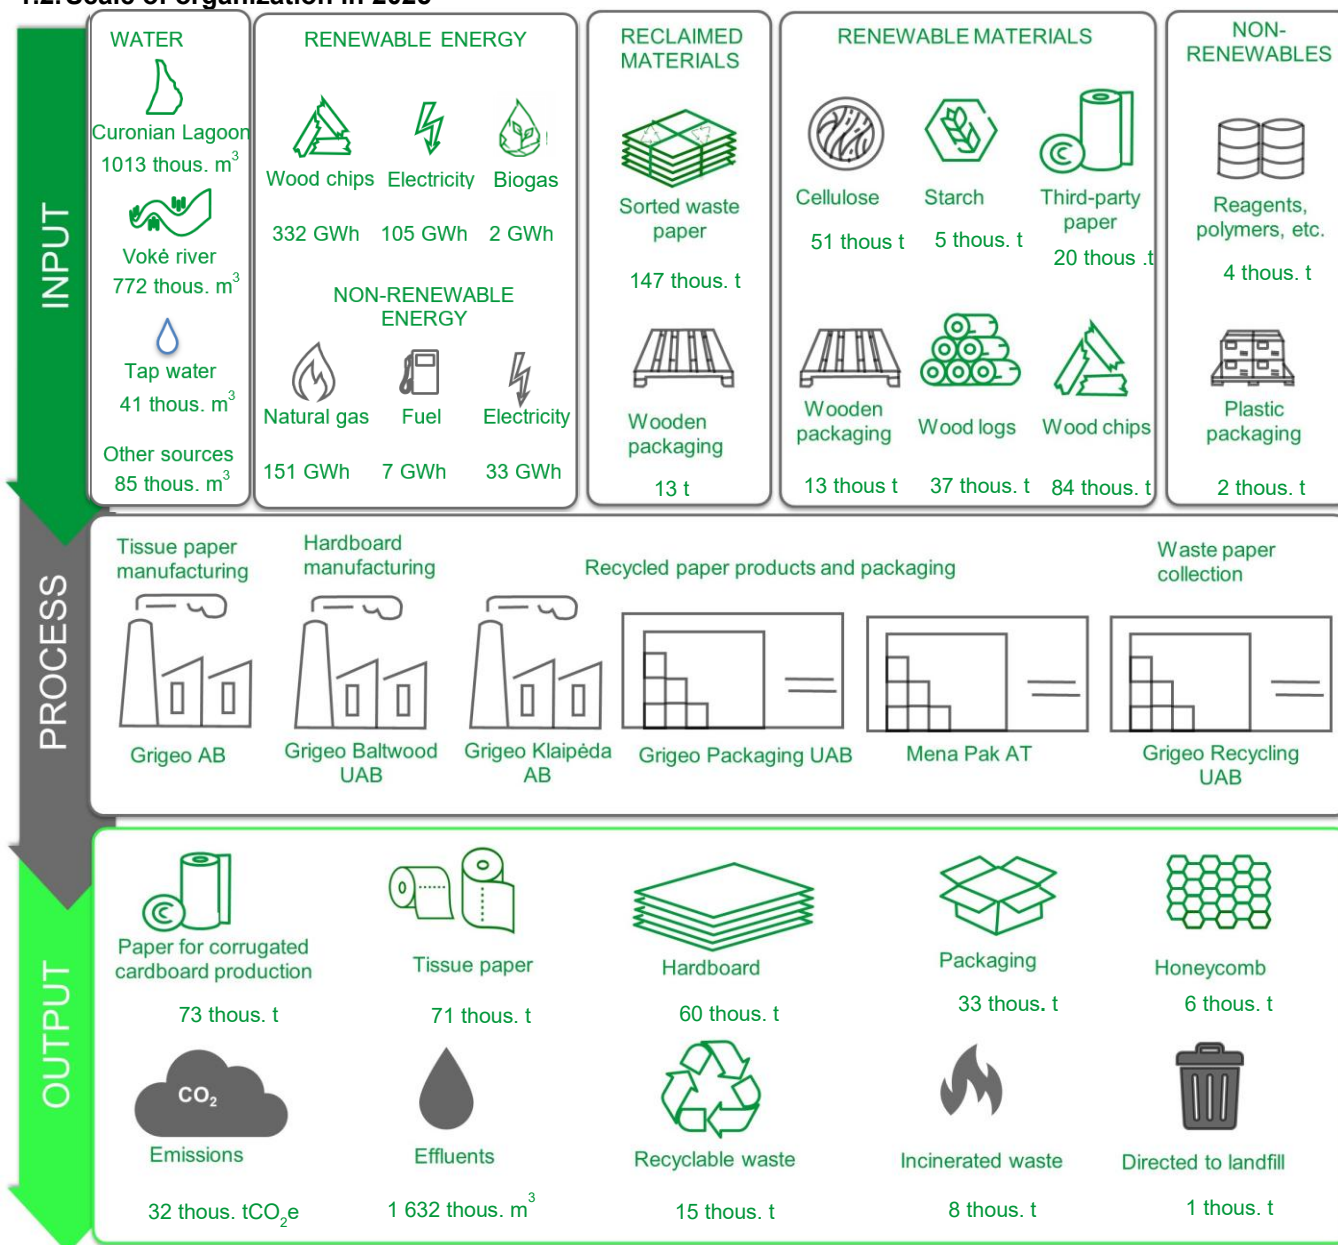 INPUT
WATER
Curonian Lagoon
1013 thous. m³
Vokė river
772 thous. m³
Tap water
41 thous. m³
Other sources
85 thous. m³
RENEWABLE ENERGY
Wood chips Electricity Biogas
332 GWh 105 GWh 2 GWh
NON-RENEWABLE
ENERGY
Natural gas Fuel Electricity
151 GWh 7 GWh 33 GWh
RECLAIMED
MATERIALS
Sorted waste
paper
147 thous. t
Wooden
packaging
13 t
RENEWABLE MATERIALS
Cellulose
51 thous t
Starch
5 thous. t
Third-party
paper
20 thous .t
Wooden
packaging
13 thous t
Wood logs
37 thous. t
Wood chips
84 thous. t
NON-
RENEWABLES
Reagents,
polymers, etc.
4 thous. t
Plastic
packaging
2 thous. t
PROCESS
Tissue paper
manufacturing
Hardboard
manufacturing
Recycled paper products and packaging
Waste paper
collection
Grigeo AB
Grigeo Baltwood
UAB
Grigeo Klaipėda
AB
Grigeo Packaging UAB
Mena Pak AT
Grigeo Recycling
UAB
OUTPUT
Paper for corrugated
cardboard production
73 thous. t
Tissue paper
71 thous. t
Hardboard
60 thous. t
Packaging
33 thous. t
Honeycomb
6 thous. t
CO₂
Emissions
32 thous. tCO₂e
Effluents
1 632 thous. m³
Recyclable waste
15 thous. t
Incinerated waste
8 thous. t
Directed to landfill
1 thous. t